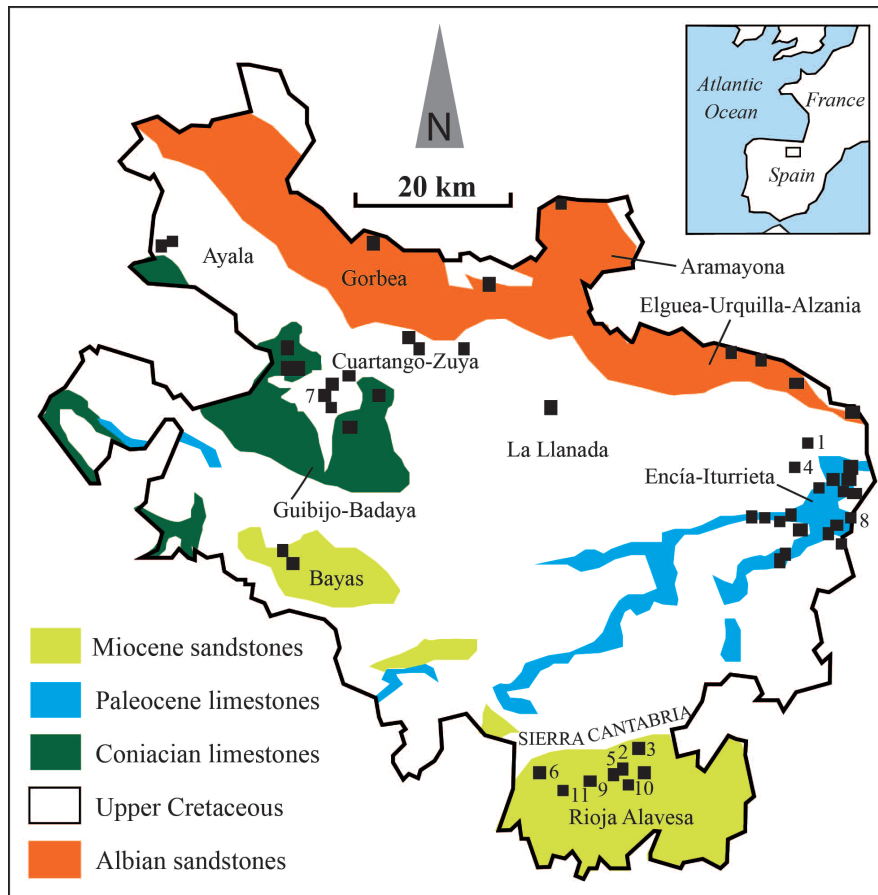 Atlantic
Ocean
France
Spain
N
20 km
Ayala
Gorbea
Aramayona
Elguea-Urquilla-Alzania
Cuartango-Zuya
7
La Llanada
1
4
Encía-Iturrieta
8
Guibijo-Badaya
Bayas
Miocene sandstones
Paleocene limestones
Coniacian limestones
Upper Cretaceous
Albian sandstones
SIERRA CANTABRIA
3
2
5
6
9
10
11
Rioja Alavesa